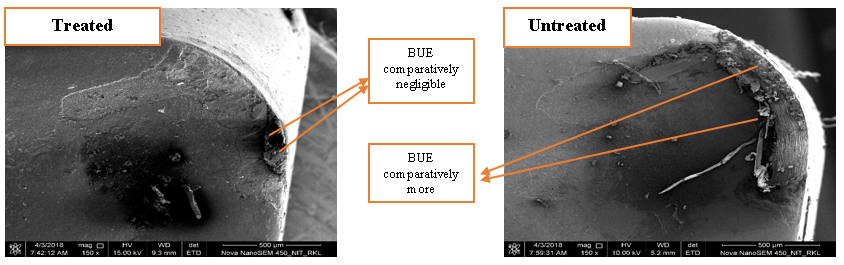 Treated
Untreated
BUE
comparatively
negligible
BUE
comparatively
more
4/3/2018 mag HV WD det 500 µm
7:42:12 AM 150 x 15.00 kV 9.3 mm ETD Nova NanoSEM 450_NIT_RKL
4/3/2018 mag HV WD det 500 µm
7:59:31 AM 150 x 10.00 kV 5.2 mm ETD Nova NanoSEM 450_NIT_RKL